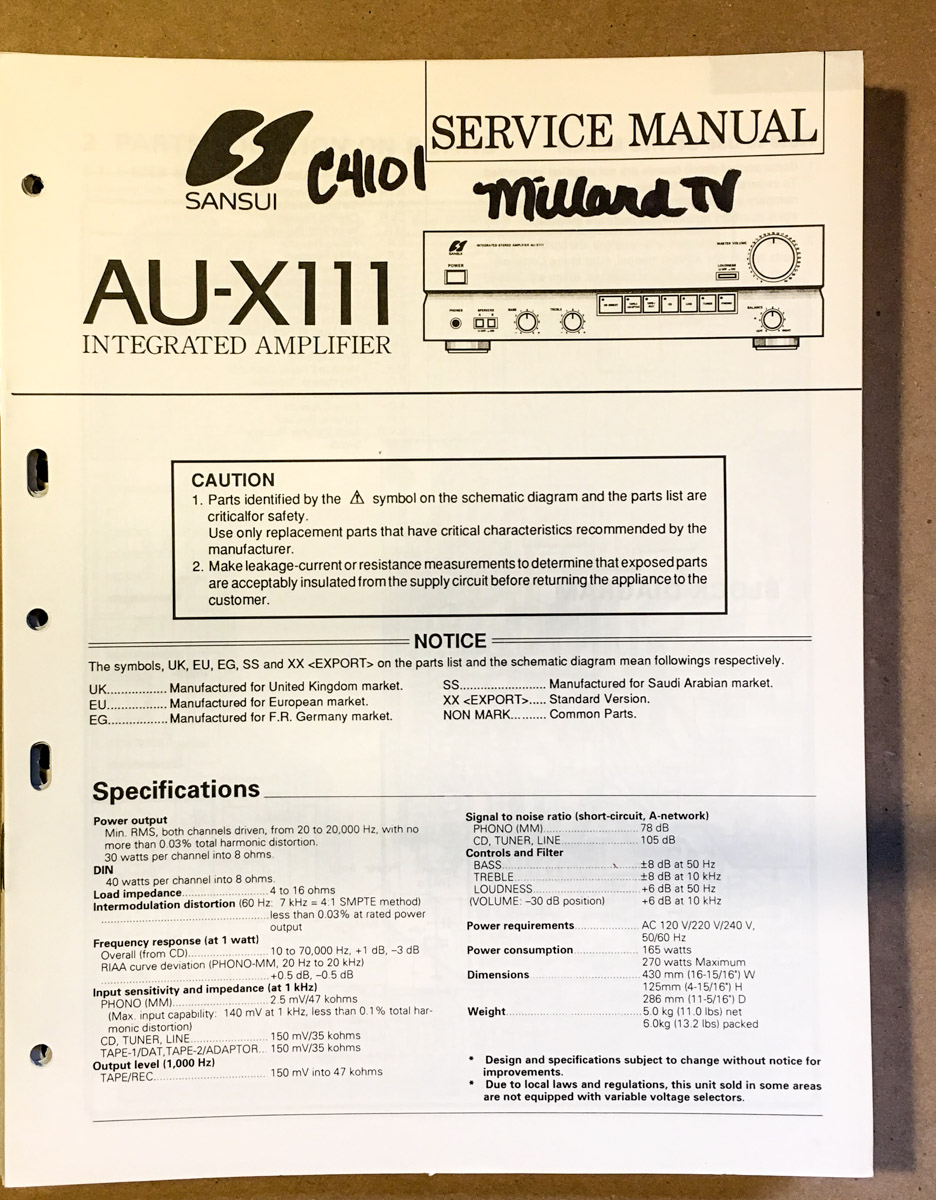 SERVICE MANUAL
SANSUI
C4101
Millard TV
AU-X111
INTEGRATED AMPLIFIER
SANSUI
INTEGRATED STEREO AMPLIFIER AU-X111
MASTER VOLUME
POWER
LOUDNESS
PHONES
SPEAKERS
BASS
TREBLE
BALANCE
CAUTION
1. Parts identified by the ⚠ symbol on the schematic diagram and the parts list are
criticalfor safety.
Use only replacement parts that have critical characteristics recommended by the
manufacturer.
2. Make leakage-current or resistance measurements to determine that exposed parts
are acceptably insulated from the supply circuit before returning the appliance to the
customer.
NOTICE
The symbols, UK, EU, EG, SS and XX <EXPORT> on the parts list and the schematic diagram mean followings respectively.
UK.................. Manufactured for United Kingdom market.
EU.................. Manufactured for European market.
EG.................. Manufactured for F.R. Germany market.
SS.......................... Manufactured for Saudi Arabian market.
XX <EXPORT>..... Standard Version.
NON MARK........... Common Parts.
Specifications
Power output
Min. RMS, both channels driven, from 20 to 20,000 Hz, with no
more than 0.03% total harmonic distortion.
30 watts per channel into 8 ohms.
DIN
40 watts per channel into 8 ohms.
Load impedance........................ 4 to 16 ohms
Intermodulation distortion (60 Hz: 7 kHz = 4:1 SMPTE method)
................................................ less than 0.03% at rated power
output
Frequency response (at 1 watt)
Overall (from CD)........................ 10 to 70,000 Hz, +1 dB, –3 dB
RIAA curve deviation (PHONO-MM, 20 Hz to 20 kHz)
................................................ +0.5 dB, –0.5 dB
Input sensitivity and impedance (at 1 kHz)
PHONO (MM)........................ 2.5 mV/47 kohms
(Max. input capability: 140 mV at 1 kHz, less than 0.1% total har-
monic distortion)
CD, TUNER, LINE........................ 150 mV/35 kohms
TAPE-1/DAT,TAPE-2/ADAPTOR... 150 mV/35 kohms
Output level (1,000 Hz)
TAPE/REC................................ 150 mV into 47 kohms
Signal to noise ratio (short-circuit, A-network)
PHONO (MM)........................ 78 dB
CD, TUNER, LINE........................ 105 dB
Controls and Filter
BASS........................................ ±8 dB at 50 Hz
TREBLE.................................... ±8 dB at 10 kHz
LOUDNESS................................ +6 dB at 50 Hz
(VOLUME: –30 dB position) +6 dB at 10 kHz
Power requirements.................. AC 120 V/220 V/240 V,
50/60 Hz
Power consumption.................. 165 watts
270 watts Maximum
Dimensions................................ 430 mm (16-15/16") W
125mm (4-15/16") H
286 mm (11-5/16") D
Weight........................................ 5.0 kg (11.0 lbs) net
6.0kg (13.2 lbs) packed
* Design and specifications subject to change without notice for
improvements.
* Due to local laws and regulations, this unit sold in some areas
are not equipped with variable voltage selectors.